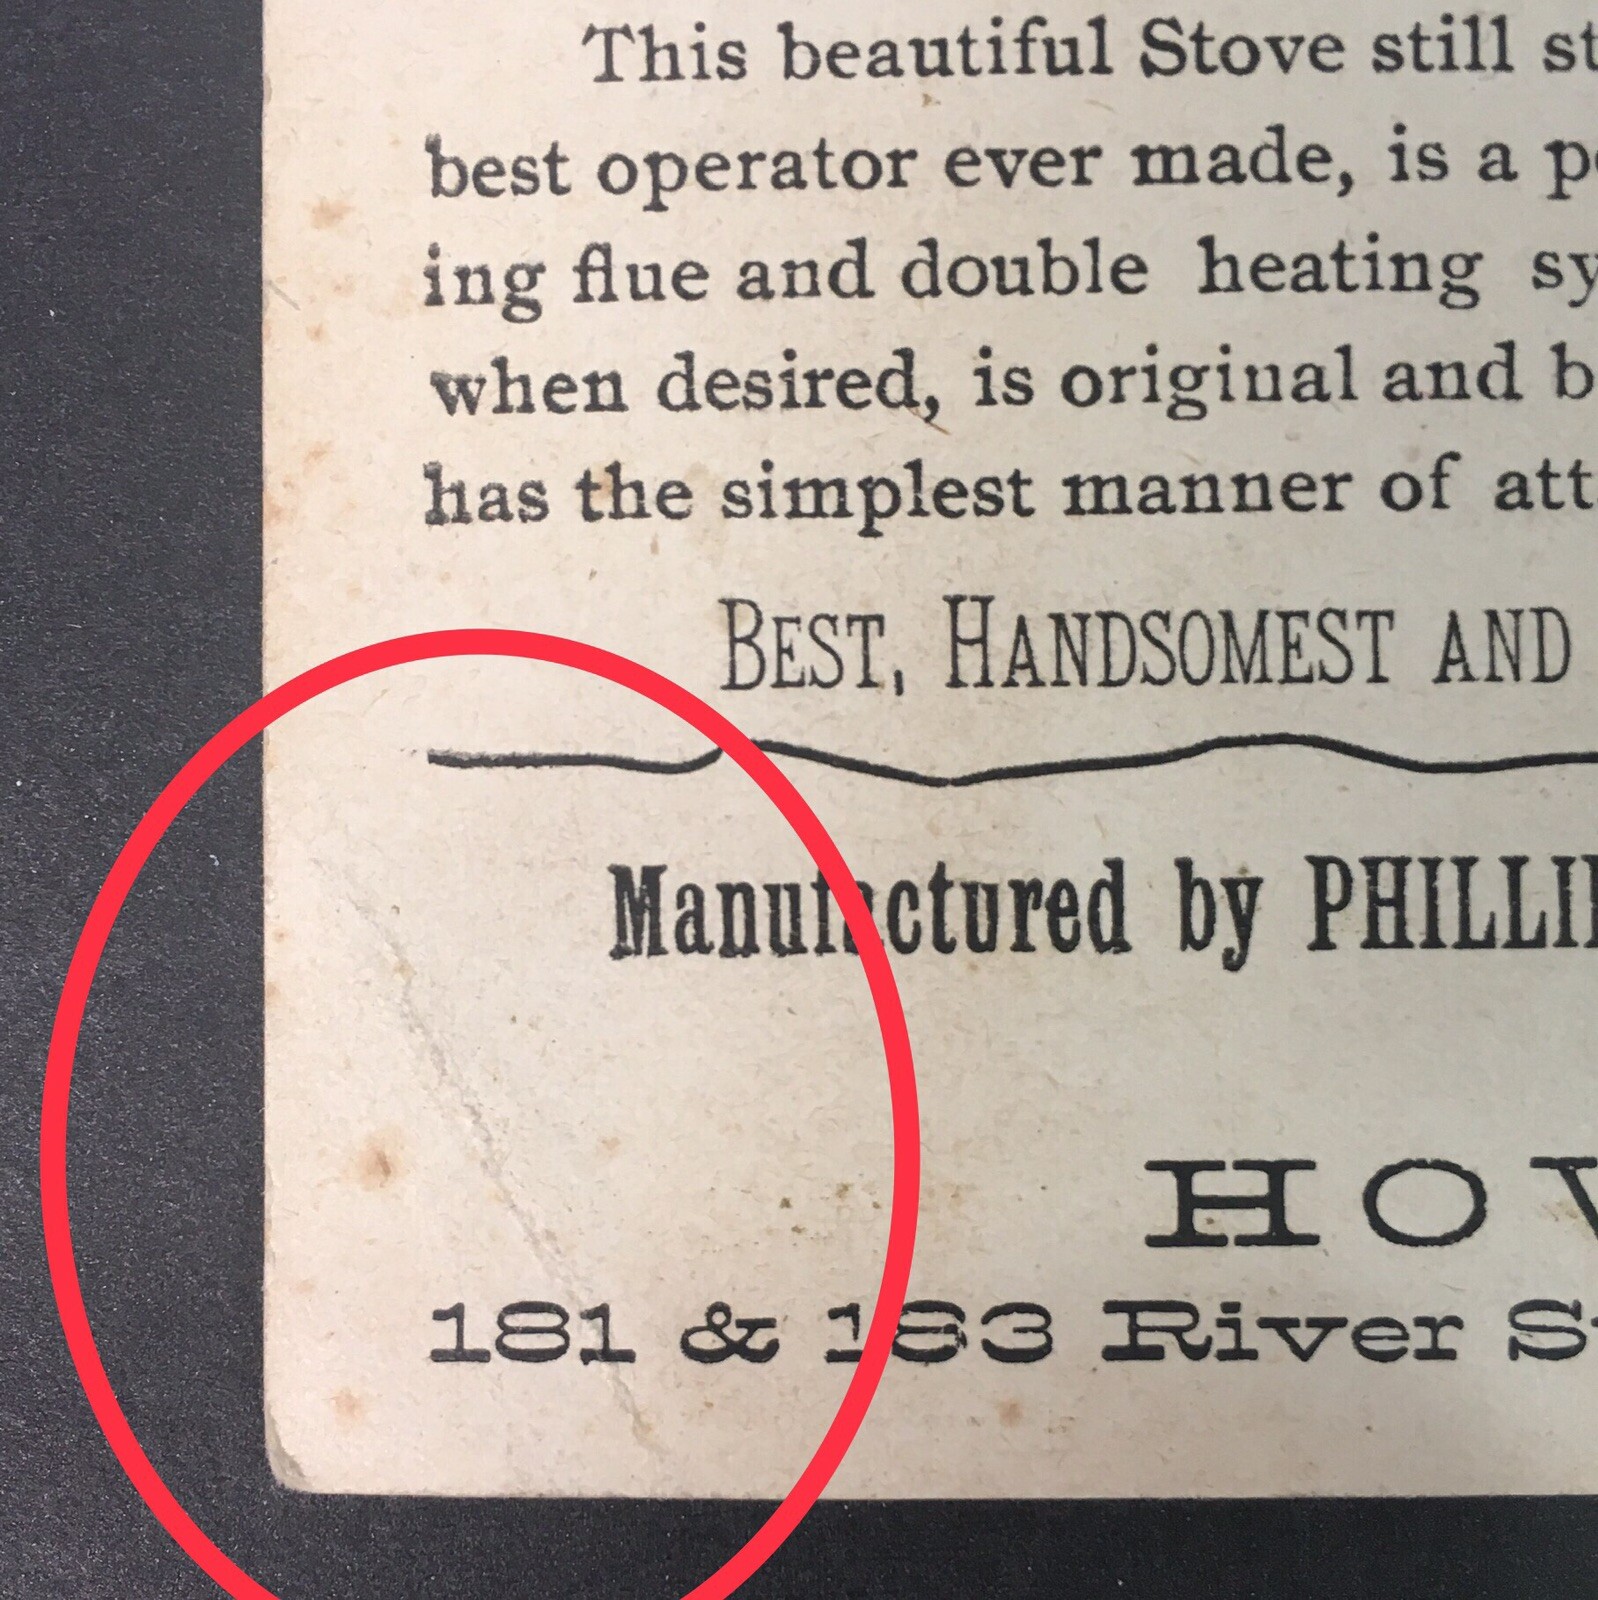 This beautiful Stove still st
best operator ever made, is a p
ing flue and double heating sy
when desired, is original and b
has the simplest manner of att
BEST, HANDSOMEST AND
Manufactured by PHILLI
HO
181 & 183 River S